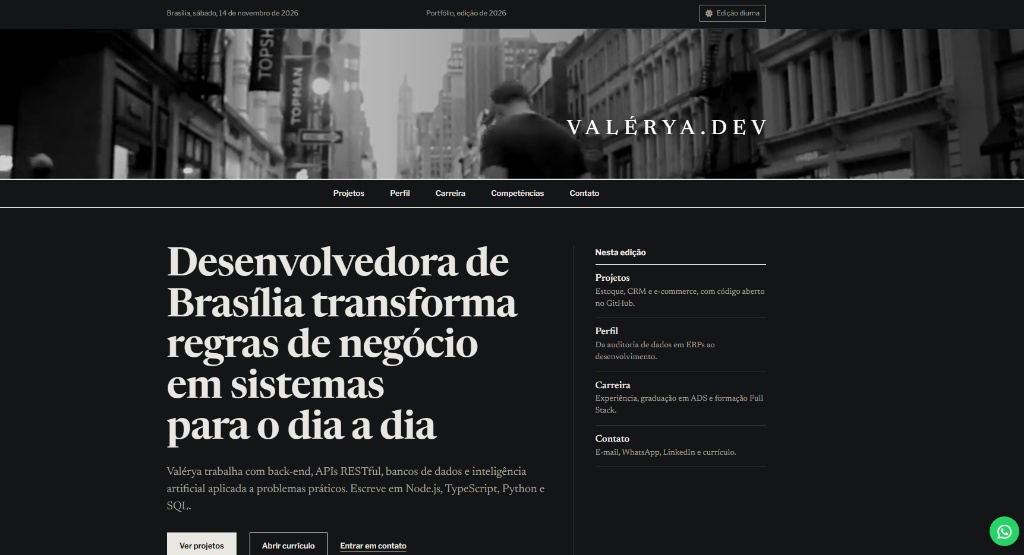 Brasília, sábado, 14 de novembro de 2026
Portfólio, edição de 2026
Edição diurna
TOPSH
TOPMAN
VALÉRYA.DEV
Projetos
Perfil
Carreira
Competências
Contato
Desenvolvedora de
Brasília transforma
regras de negócio
em sistemas
para o dia a dia
Valérya trabalha com back-end, APIs RESTful, bancos de dados e inteligência
artificial aplicada a problemas práticos. Escreve em Node.js, TypeScript, Python e
SQL.
Ver projetos
Abrir currículo
Entrar em contato
Nesta edição
Projetos
Estoque, CRM e e-commerce, com código aberto
no GitHub.
Perfil
Da auditoria de dados em ERPs ao
desenvolvimento.
Carreira
Experiência, graduação em ADS e formação Full
Stack.
Contato
E-mail, WhatsApp, LinkedIn e currículo.